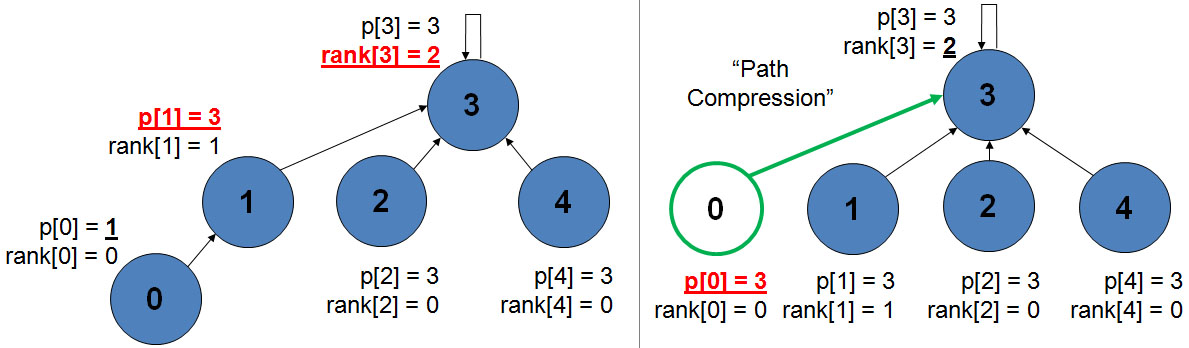 p[3] = 3
rank[3] = 2
3
p[1] = 3
rank[1] = 1
1
2
4
p[0] = 1
rank[0] = 0
0
p[2] = 3
rank[2] = 0
p[4] = 3
rank[4] = 0
p[3] = 3
rank[3] = 2
3
“Path
Compression”
0
1
2
4
p[0] = 3
rank[0] = 0
p[1] = 3
rank[1] = 1
p[2] = 3
rank[2] = 0
p[4] = 3
rank[4] = 0